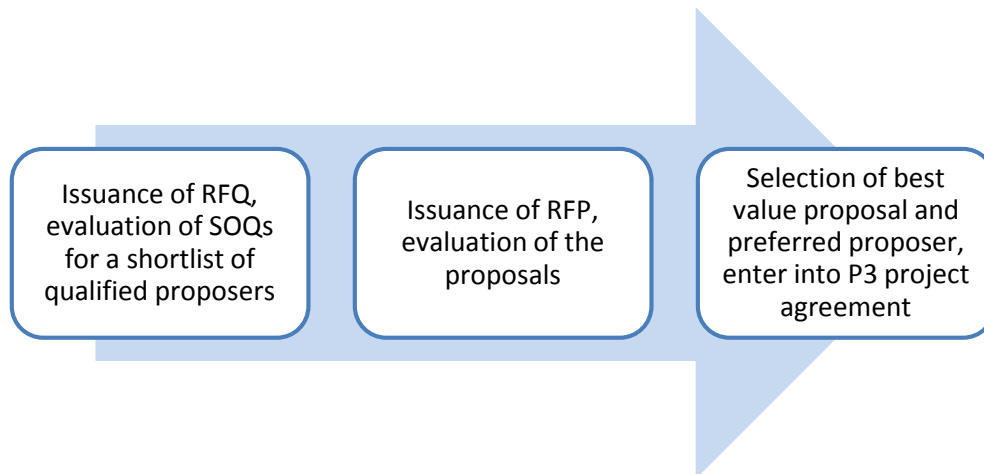 Issuance of RFQ,
evaluation of SOQs
for a shortlist of
qualified proposers
Issuance of RFP,
evaluation of the
proposals
Selection of best
value proposal and
preferred proposer,
enter into P3 project
agreement